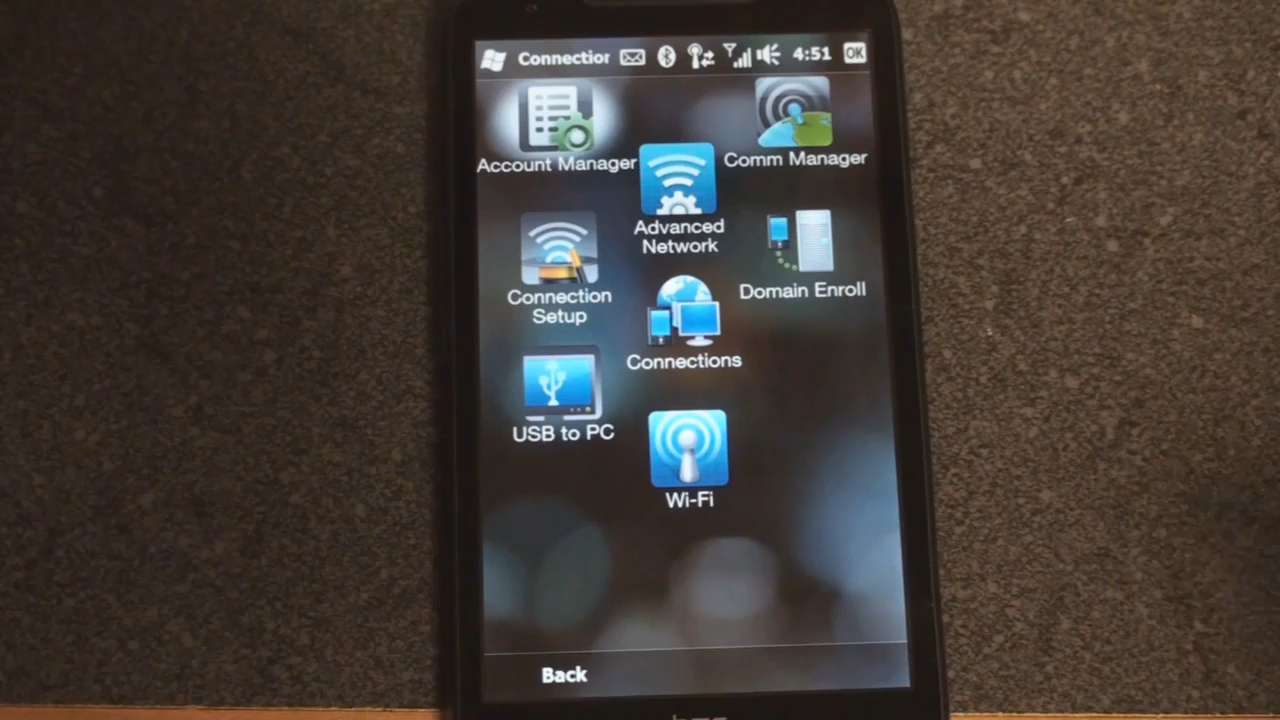 Connection
4:51
OK
Account Manager
Comm Manager
Advanced
Network
Connection
Setup
Domain Enroll
Connections
USB to PC
Wi-Fi
Back